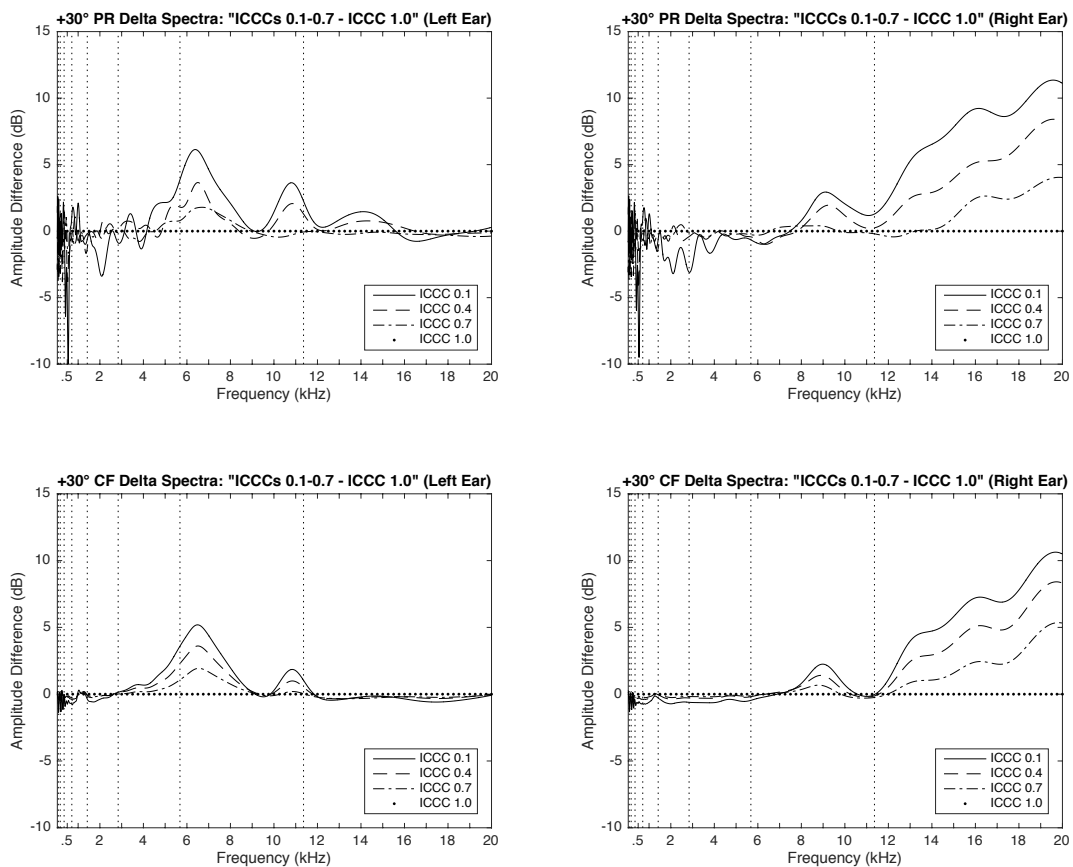 +30° PR Delta Spectra: "ICCCs 0.1-0.7 - ICCC 1.0" (Left Ear)
15
10
5
0
-5
-10
Amplitude Difference (dB)
.5 2 4 6 8 10 12 14 16 18 20
Frequency (kHz)
ICCC 0.1
ICCC 0.4
ICCC 0.7
ICCC 1.0
+30° PR Delta Spectra: "ICCCs 0.1-0.7 - ICCC 1.0" (Right Ear)
15
10
5
0
-5
-10
Amplitude Difference (dB)
.5 2 4 6 8 10 12 14 16 18 20
Frequency (kHz)
ICCC 0.1
ICCC 0.4
ICCC 0.7
ICCC 1.0
+30° CF Delta Spectra: "ICCCs 0.1-0.7 - ICCC 1.0" (Left Ear)
15
10
5
0
-5
-10
Amplitude Difference (dB)
.5 2 4 6 8 10 12 14 16 18 20
Frequency (kHz)
ICCC 0.1
ICCC 0.4
ICCC 0.7
ICCC 1.0
+30° CF Delta Spectra: "ICCCs 0.1-0.7 - ICCC 1.0" (Right Ear)
15
10
5
0
-5
-10
Amplitude Difference (dB)
.5 2 4 6 8 10 12 14 16 18 20
Frequency (kHz)
ICCC 0.1
ICCC 0.4
ICCC 0.7
ICCC 1.0